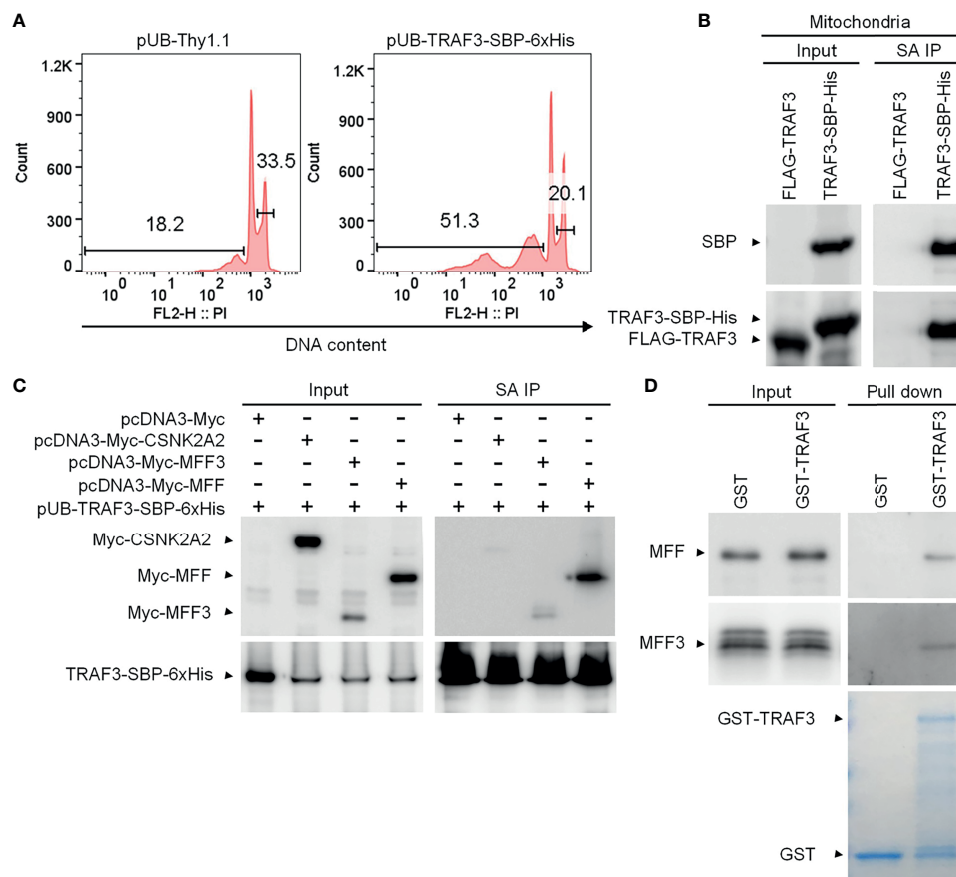 A
pUB-Thy1.1
pUB-TRAF3-SBP-6xHis
1.2K
900
600
300
0
Count
18.2
33.5
10^0 10^1 10^2 10^3
FL2-H :: PI
1.2K
900
600
300
0
Count
51.3
20.1
10^0 10^1 10^2 10^3
FL2-H :: PI
DNA content
B
Mitochondria
Input SA IP
FLAG-TRAF3
TRAF3-SBP-His
FLAG-TRAF3
TRAF3-SBP-His
SBP
TRAF3-SBP-His
FLAG-TRAF3
C
Input SA IP
pcDNA3-Myc + - - - + - - -
pcDNA3-Myc-CSNK2A2 - + - - - + - -
pcDNA3-Myc-MFF3 - - + - - - + -
pcDNA3-Myc-MFF - - - + - - - +
pUB-TRAF3-SBP-6xHis + + + + + + + +
Myc-CSNK2A2
Myc-MFF
Myc-MFF3
TRAF3-SBP-6xHis
D
Input Pull down
GST
GST-TRAF3
GST
GST-TRAF3
MFF
MFF3
GST-TRAF3
GST